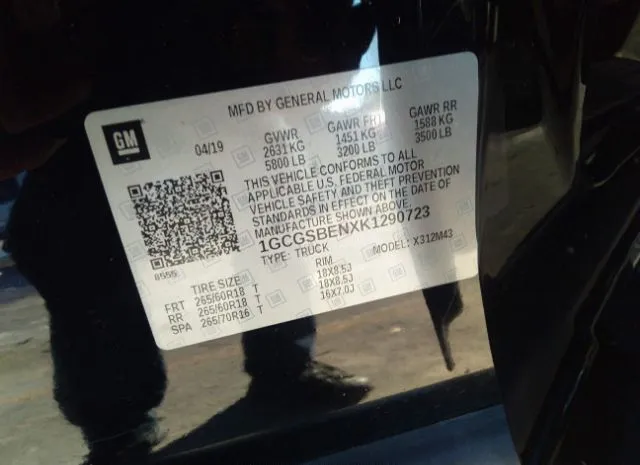 MFD BY GENERAL MOTORS LLC
GM
04/19
GVWR GAWR FRT GAWR RR
2631 KG 1451 KG 1588 KG
5800 LB 3200 LB 3500 LB
THIS VEHICLE CONFORMS TO ALL
APPLICABLE U.S. FEDERAL MOTOR
VEHICLE SAFETY AND THEFT PREVENTION
STANDARDS IN EFFECT ON THE DATE OF
MANUFACTURE SHOWN ABOVE.
1GCGSBENXK1290723
TYPE: TRUCK MODEL: X312M43
8555
TIRE SIZE RIM
FRT 265/60R18 T 18X8.5J
RR 265/60R18 T 18X8.5J
SPA 265/70R16 T 16X7.0J